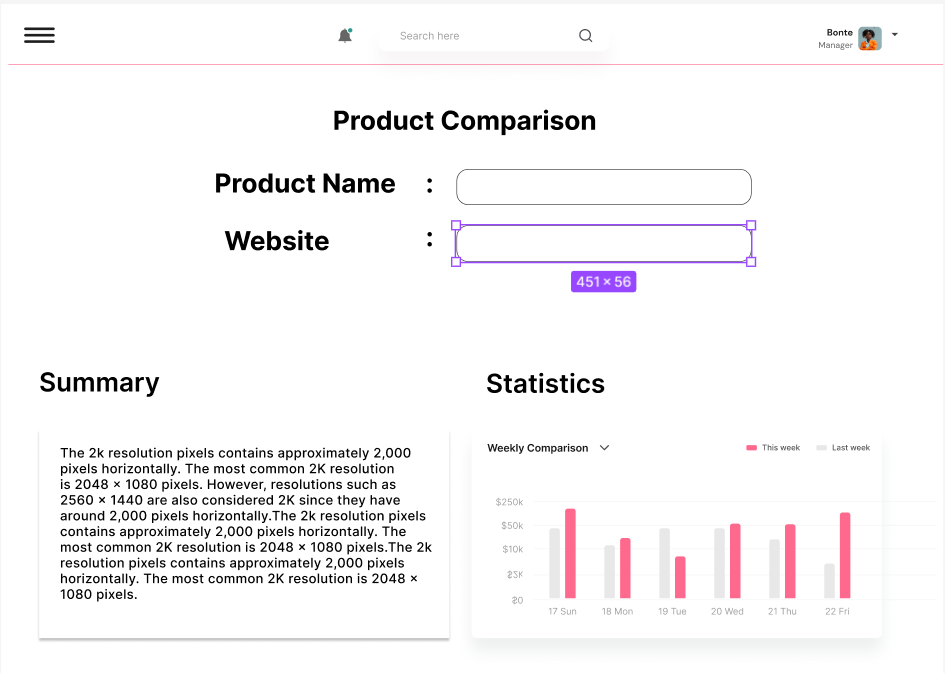 Search here
Bonte
Manager
Product Comparison
Product Name :
Website :
451 × 56
Summary
Statistics
The 2k resolution pixels contains approximately 2,000
pixels horizontally. The most common 2K resolution
is 2048 × 1080 pixels. However, resolutions such as
2560 × 1440 are also considered 2K since they have
around 2,000 pixels horizontally.The 2k resolution pixels
contains approximately 2,000 pixels horizontally. The
most common 2K resolution is 2048 × 1080 pixels.The 2k
resolution pixels contains approximately 2,000 pixels
horizontally. The most common 2K resolution is 2048 ×
1080 pixels.
Weekly Comparison
This week
Last week
$250k
$50k
$10k
17 Sun
18 Mon
19 Tue
20 Wed
21 Thu
22 Fri